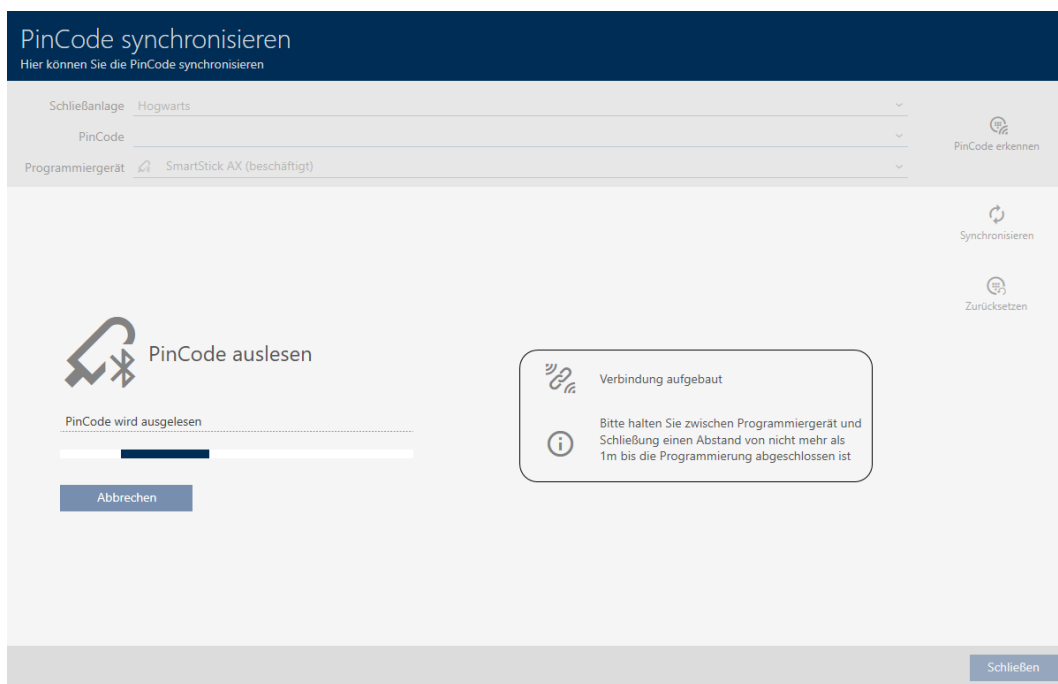 PinCode synchronisieren
Hier können Sie die PinCode synchronisieren
Schließanlage Hogwarts
PinCode
Programmiergerät SmartStick AX (beschäftigt)
PinCode erkennen
Synchronisieren
Zurücksetzen
PinCode auslesen
PinCode wird ausgelesen
Abbrechen
Verbindung aufgebaut
Bitte halten Sie zwischen Programmiergerät und
Schließung einen Abstand von nicht mehr als
1m bis die Programmierung abgeschlossen ist
Schließen